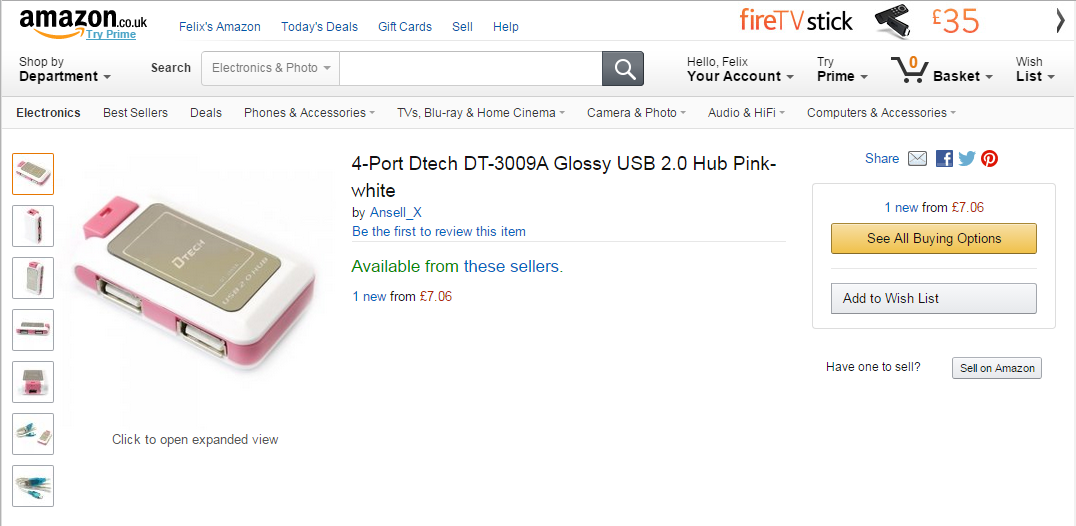 amazon.co.uk
Try Prime
Felix's Amazon Today's Deals Gift Cards Sell Help
fireTVstick £35
Shop by
Department
Search Electronics & Photo
Hello, Felix
Your Account
Try
Prime
0
Basket
Wish
List
Electronics Best Sellers Deals Phones & Accessories TVs, Blu-ray & Home Cinema Camera & Photo Audio & HiFi Computers & Accessories
4-Port Dtech DT-3009A Glossy USB 2.0 Hub Pink-
white
by Ansell_X
Be the first to review this item
Available from these sellers.
1 new from £7.06
DTECH
USB 2.0 HUB
Click to open expanded view
Share
1 new from £7.06
See All Buying Options
Add to Wish List
Have one to sell? Sell on Amazon